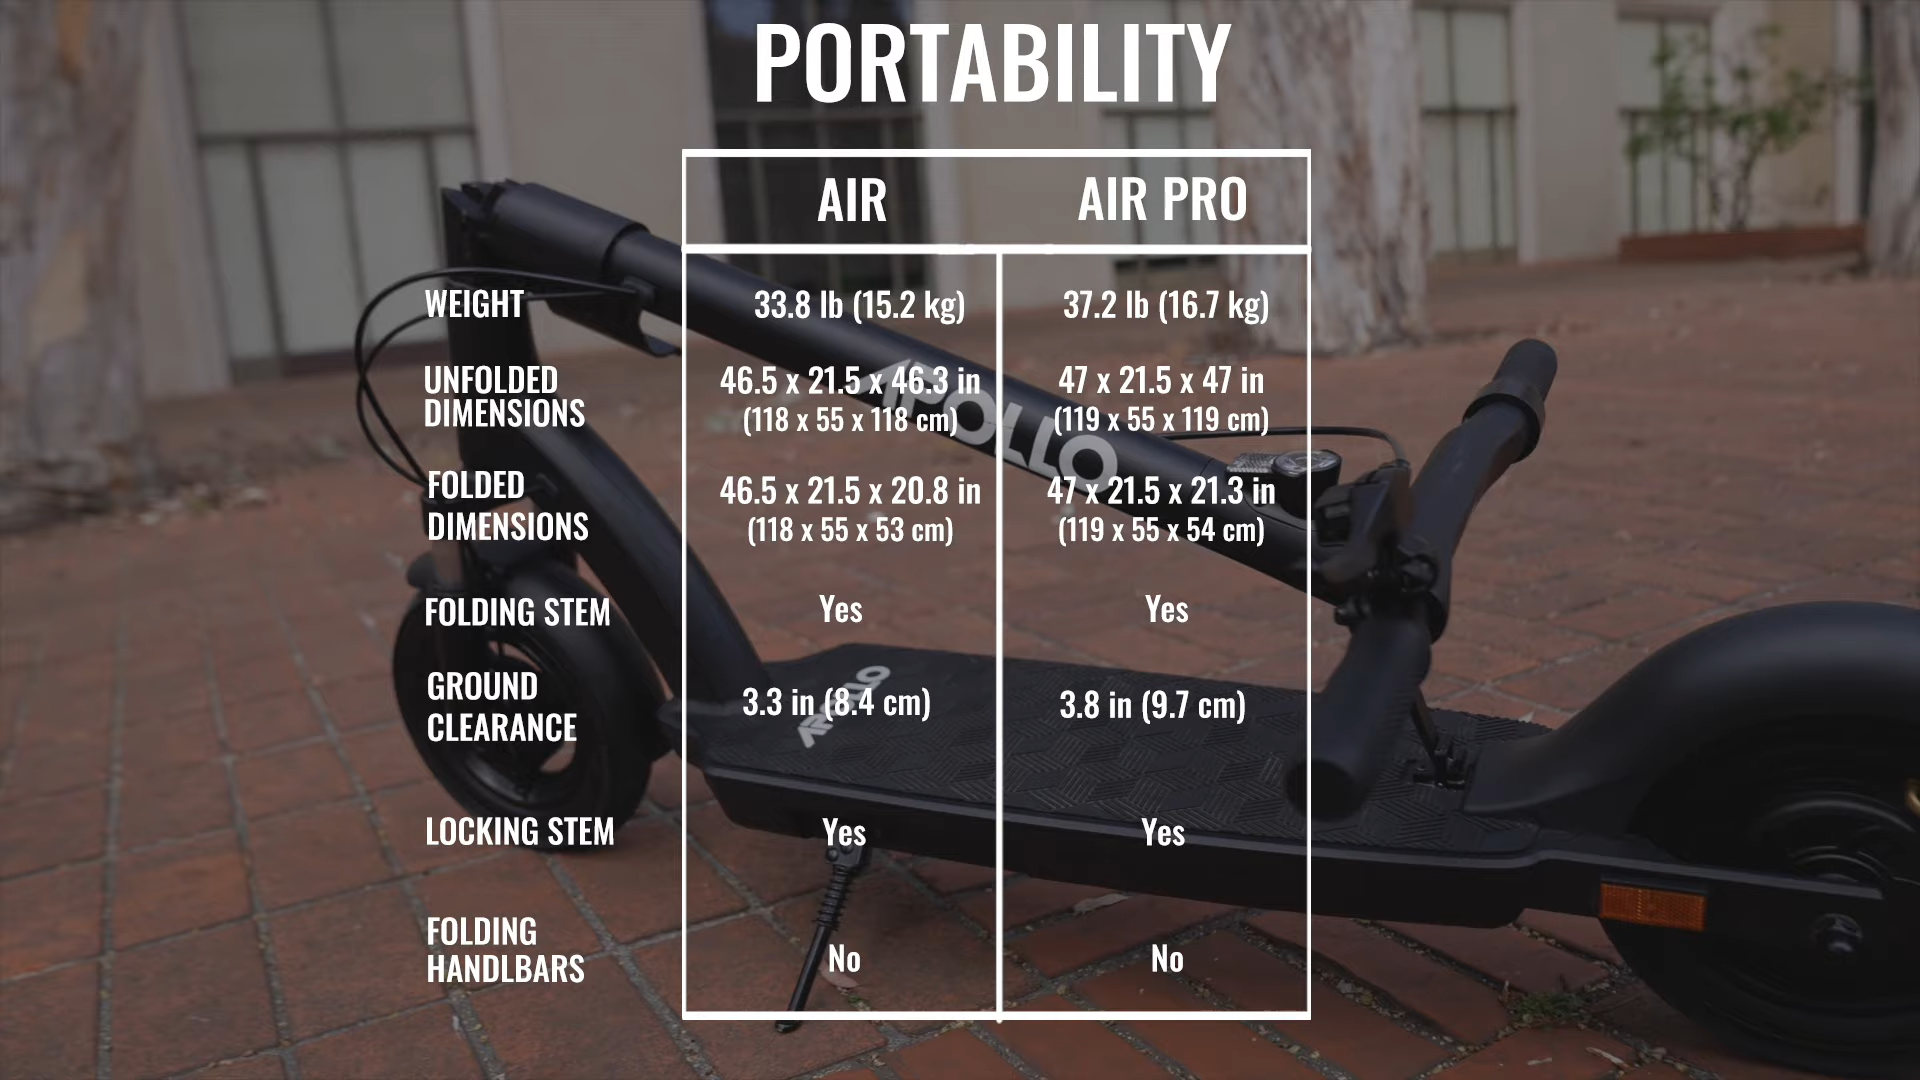 PORTABILITY
AIR AIR PRO
WEIGHT 33.8 lb (15.2 kg) 37.2 lb (16.7 kg)
UNFOLDED DIMENSIONS 46.5 x 21.5 x 46.3 in 47 x 21.5 x 47 in
(118 x 55 x 118 cm) (119 x 55 x 119 cm)
FOLDED DIMENSIONS 46.5 x 21.5 x 20.8 in 47 x 21.5 x 21.3 in
(118 x 55 x 53 cm) (119 x 55 x 54 cm)
FOLDING STEM Yes Yes
GROUND CLEARANCE 3.3 in (8.4 cm) 3.8 in (9.7 cm)
LOCKING STEM Yes Yes
FOLDING HANDLBARS No No
APOLLO
APOLLO